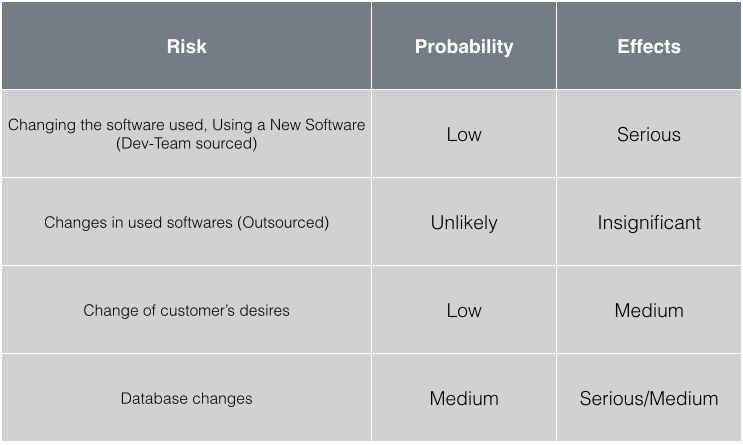 Risk
Probability
Effects
Changing the software used, Using a New Software
(Dev-Team sourced)
Low
Serious
Changes in used softwares (Outsourced)
Unlikely
Insignificant
Change of customer's desires
Low
Medium
Database changes
Medium
Serious/Medium